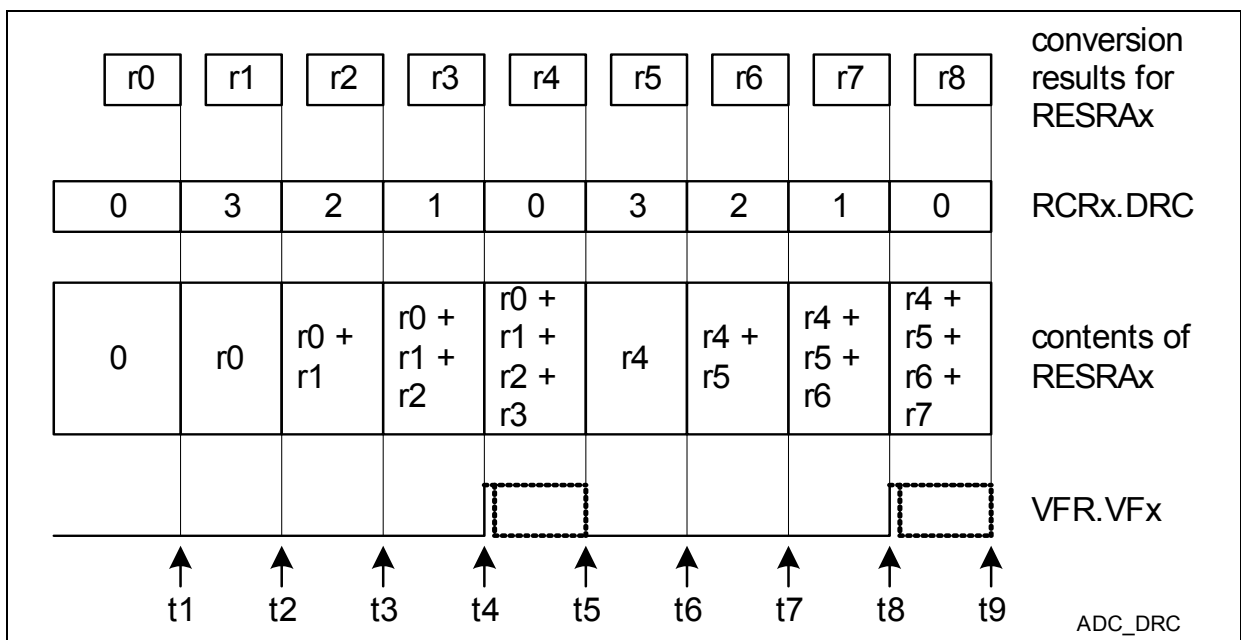 r0 r1 r2 r3 r4 r5 r6 r7 r8
conversion
results for
RESRAx
0 3 2 1 0 3 2 1 0 RCRx.DRC
0
r0
r0 +
r1
r0 +
r1 +
r2
r0 +
r1 +
r2 +
r3
r4
r4 +
r5
r4 +
r5 +
r6
r4 +
r5 +
r6 +
r7
contents of
RESRAx
VFR.VFx
t1 t2 t3 t4 t5 t6 t7 t8 t9
ADC_DRC